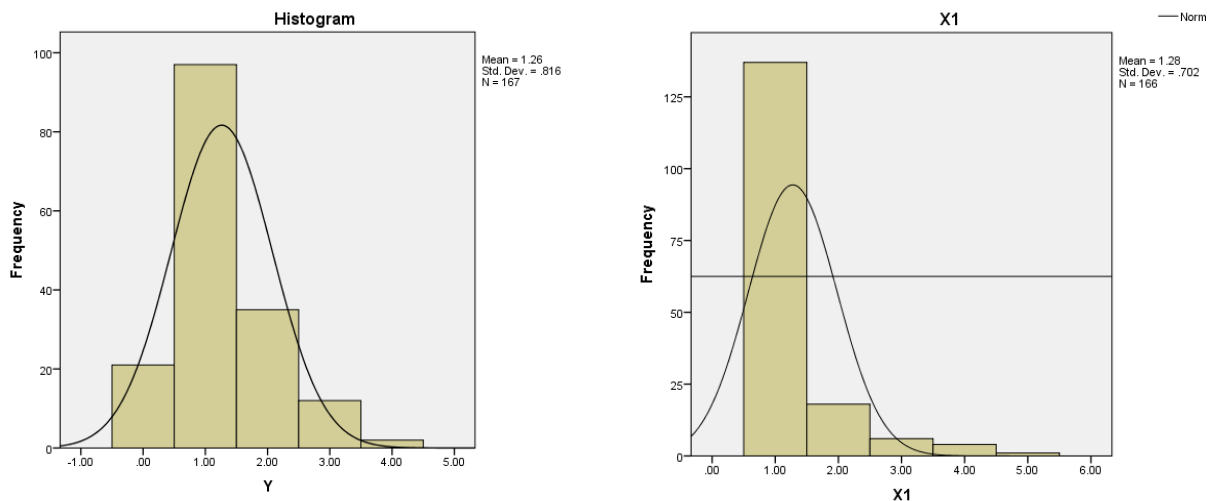 Histogram
Mean = 1.26
Std. Dev. = .816
N = 167
100
80
60
40
20
0
Frequency
-1.00 .00 1.00 2.00 3.00 4.00 5.00
Y
X1
Norm
Mean = 1.28
Std. Dev. = .702
N = 166
125
100
75
50
25
0
Frequency
.00 1.00 2.00 3.00 4.00 5.00 6.00
X1